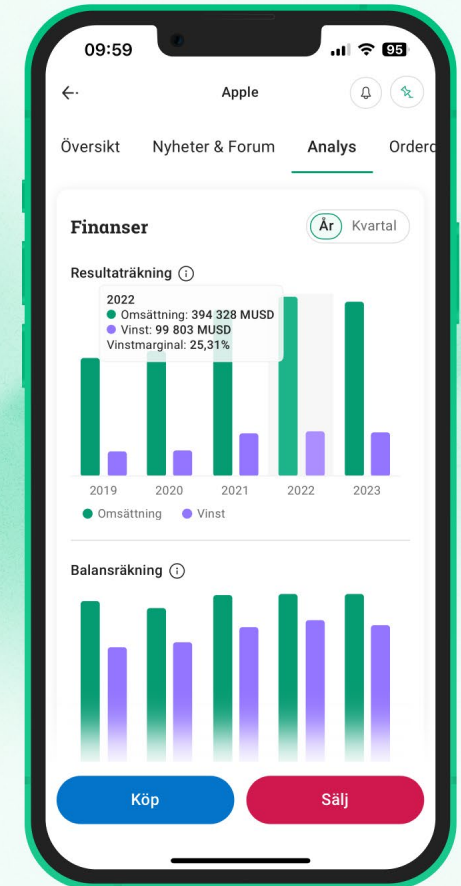 09:59
95
Apple
Översikt Nyheter & Forum Analys
Finanser
År Kvartal
Resultaträkning
2022
Omsättning: 394 328 MUSD
Vinst: 99 803 MUSD
Vinstmarginal: 25,31%
2019 2020 2021 2022 2023
Omsättning Vinst
Balansräkning
Köp Sälj